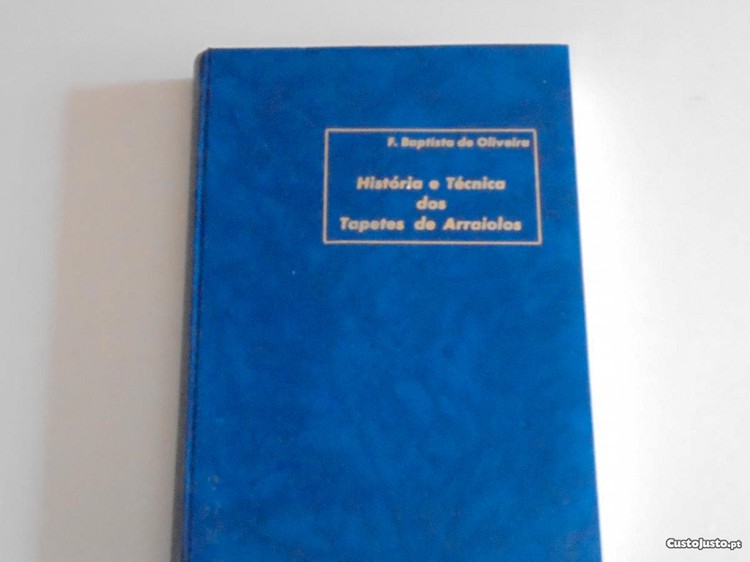 F. Baptista de Oliveira
História e Técnica
dos
Tapetes de Arraiolos
CustoJusto.pt